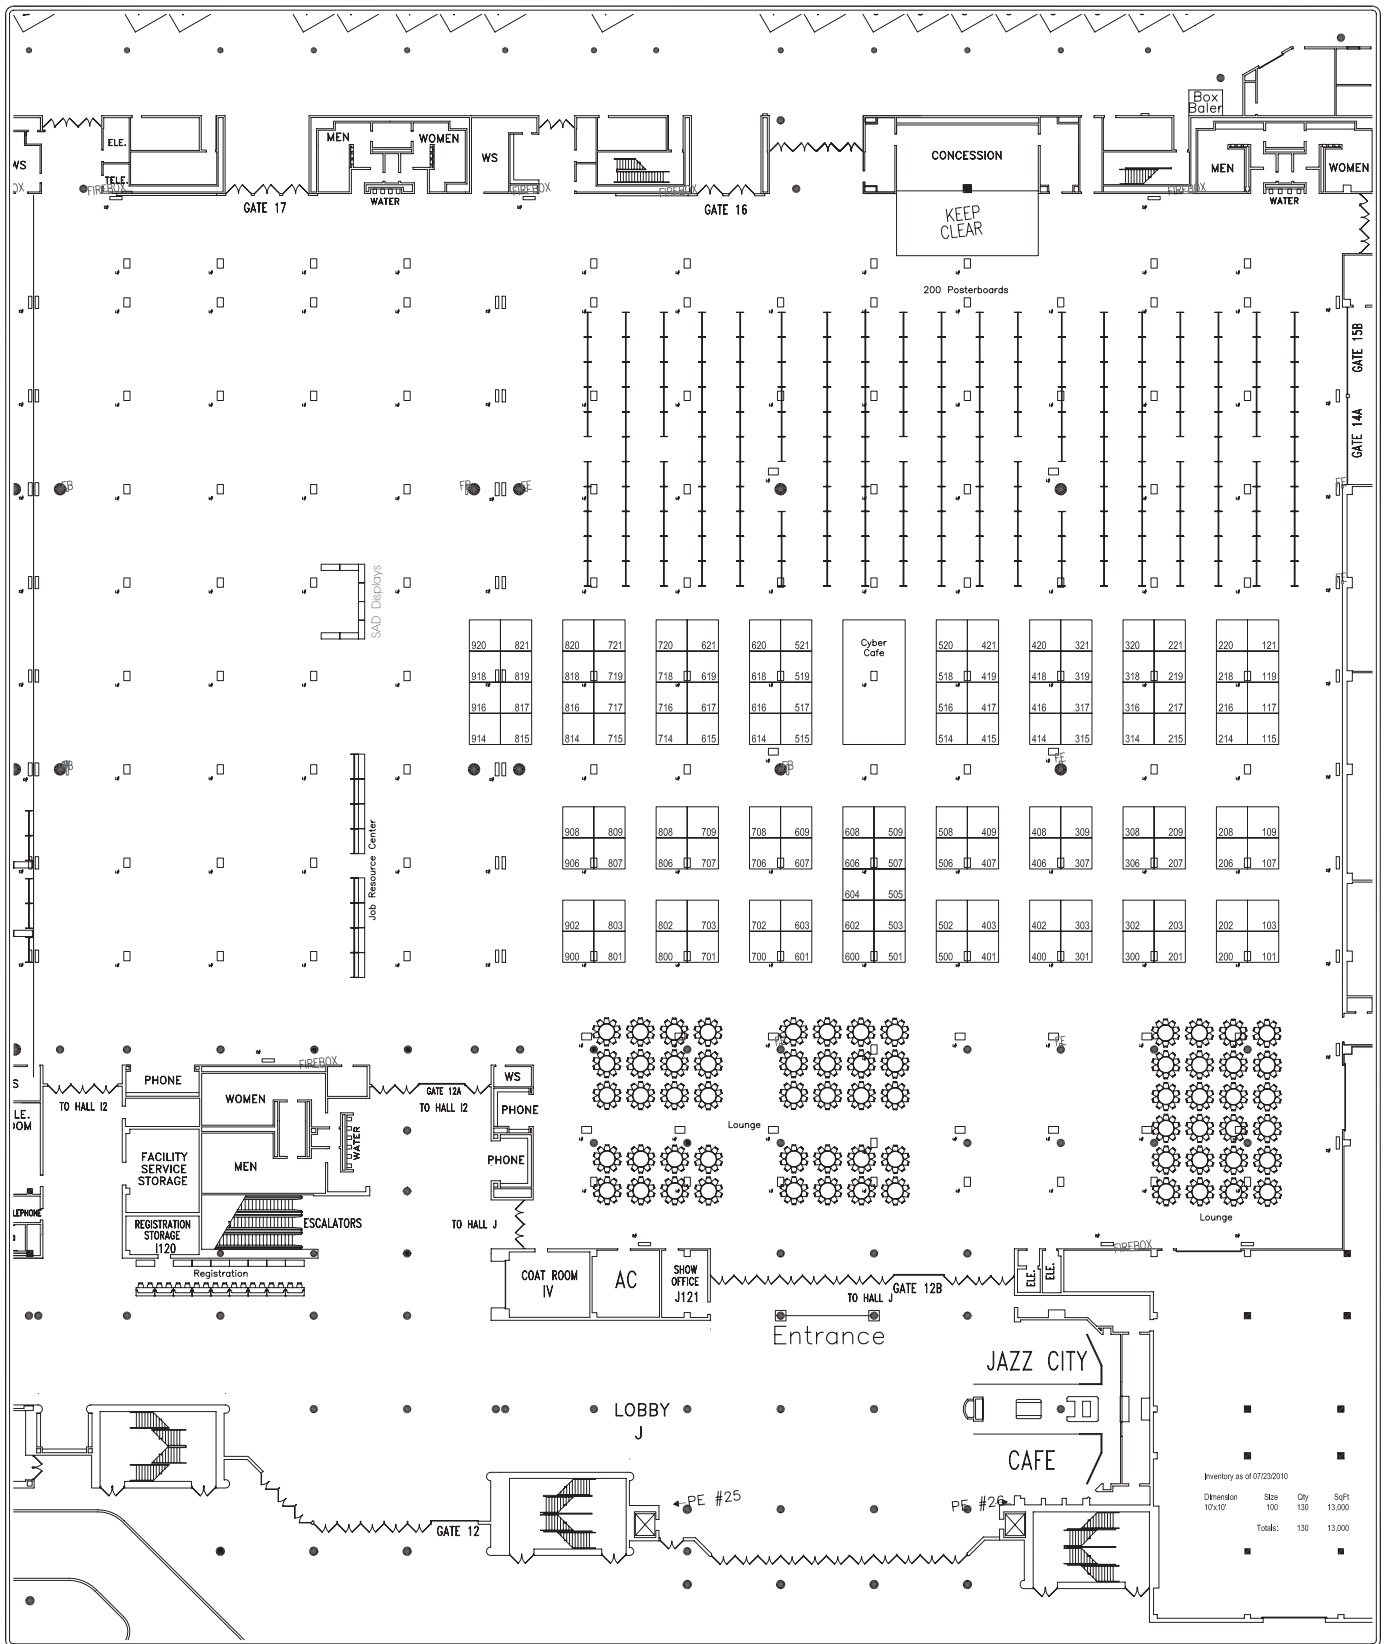 Box
Baler
ELE.
MEN
WOMEN
WS
CONCESSION
MEN
WOMEN
WS
TELE.
FIREBOX
WATER
FIREBOX
FIREBOX
FIREBOX
WATER
GATE 17
GATE 16
KEEP
CLEAR
200 Posterboards
GATE 15B
GATE 14A
FB
FE
SAD Displays
920 821 820 721 720 621 620 521 Cyber
Cafe 520 421 420 321 320 221 220 121
918 819 818 719 718 619 618 519 518 419 418 319 318 219 218 119
916 817 816 717 716 617 616 517 516 417 416 317 316 217 216 117
914 815 814 715 714 615 614 515 514 415 414 315 314 215 214 115
FB
FB
FE
Job Resource Center
908 809 808 709 708 609 608 509 508 409 408 309 308 209 208 109
906 807 806 707 706 607 606 507 506 407 406 307 306 207 206 107
604 505
902 803 802 703 702 603 602 503 502 403 402 303 302 203 202 103
900 801 800 701 700 601 600 501 500 401 400 301 300 201 200 101
FIREBOX
PHONE
GATE 12A
WS
TO HALL I2
WOMEN
TO HALL I2
PHONE
Lounge
WATER
FACILITY
SERVICE
STORAGE
MEN
PHONE
REGISTRATION
STORAGE
I120
ESCALATORS
TO HALL J
Lounge
FIREBOX
Registration
COAT ROOM
IV
AC
SHOW
OFFICE
J121
ELE.
ELE.
GATE 12B
TO HALL J
Entrance
JAZZ CITY
CAFE
LOBBY
J
PE #25
PE #26
GATE 12
Inventory as of 07/23/2010
Dimension Size Qty SqFt
10'x10' 100 130 13,000
Totals: 130 13,000